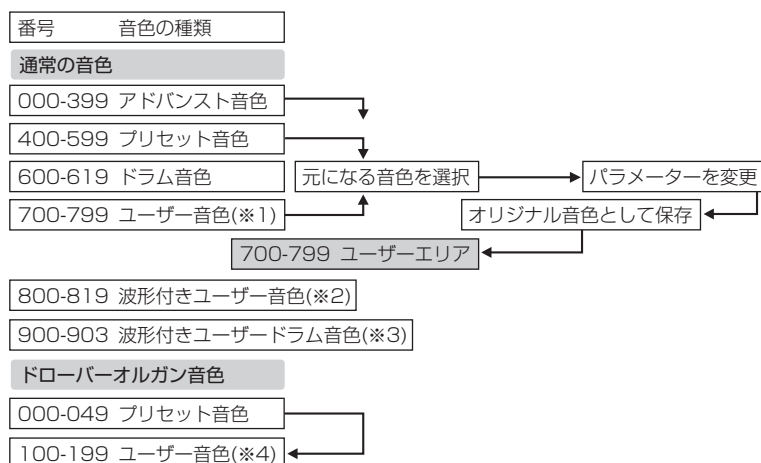 番号 音色の種類
通常の音色
000-399 アドバンスト音色
400-599 プリセット音色
600-619 ドラム音色
元になる音色を選択
パラメーターを変更
700-799 ユーザー音色(※1)
オリジナル音色として保存
700-799 ユーザーエリア
800-819 波形付きユーザー音色(※2)
900-903 波形付きユーザードラム音色(※3)
ドローバーオルガン音色
000-049 プリセット音色
100-199 ユーザー音色(※4)